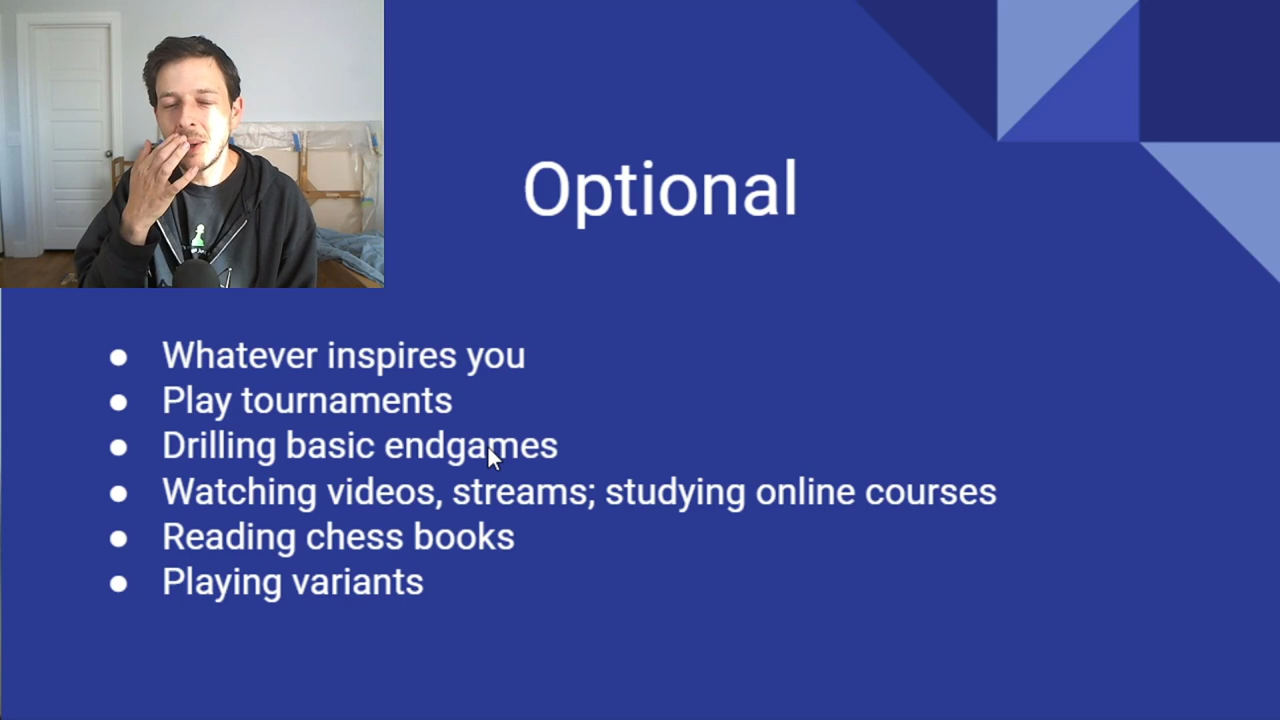 Optional
● Whatever inspires you
● Play tournaments
● Drilling basic endgames
● Watching videos, streams; studying online courses
● Reading chess books
● Playing variants